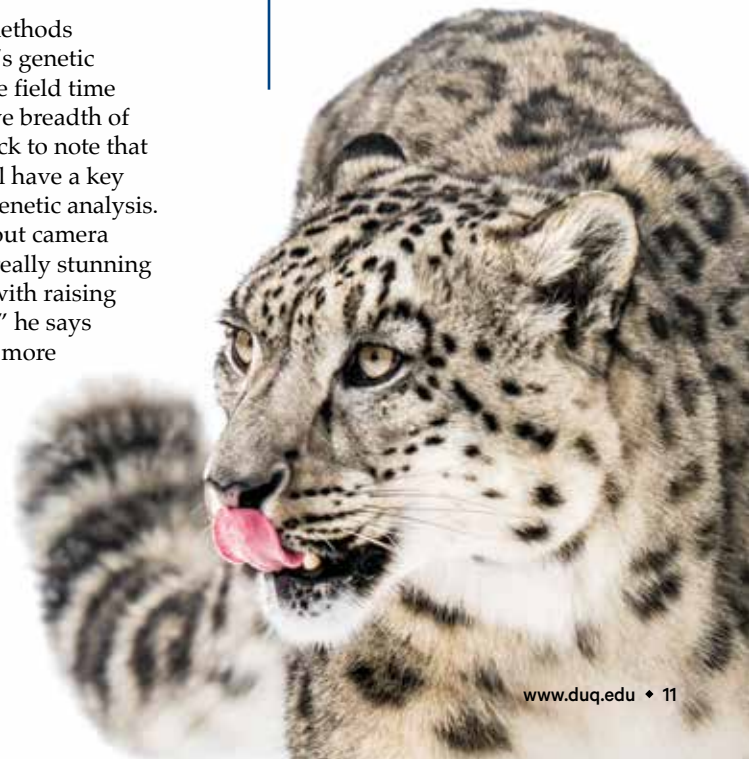 ethods
's genetic
e field time
e breadth of
ck to note that
l have a key
enetic analysis.
out camera
eally stunning
with raising
” he says
more
www.duq.edu ◆ 11